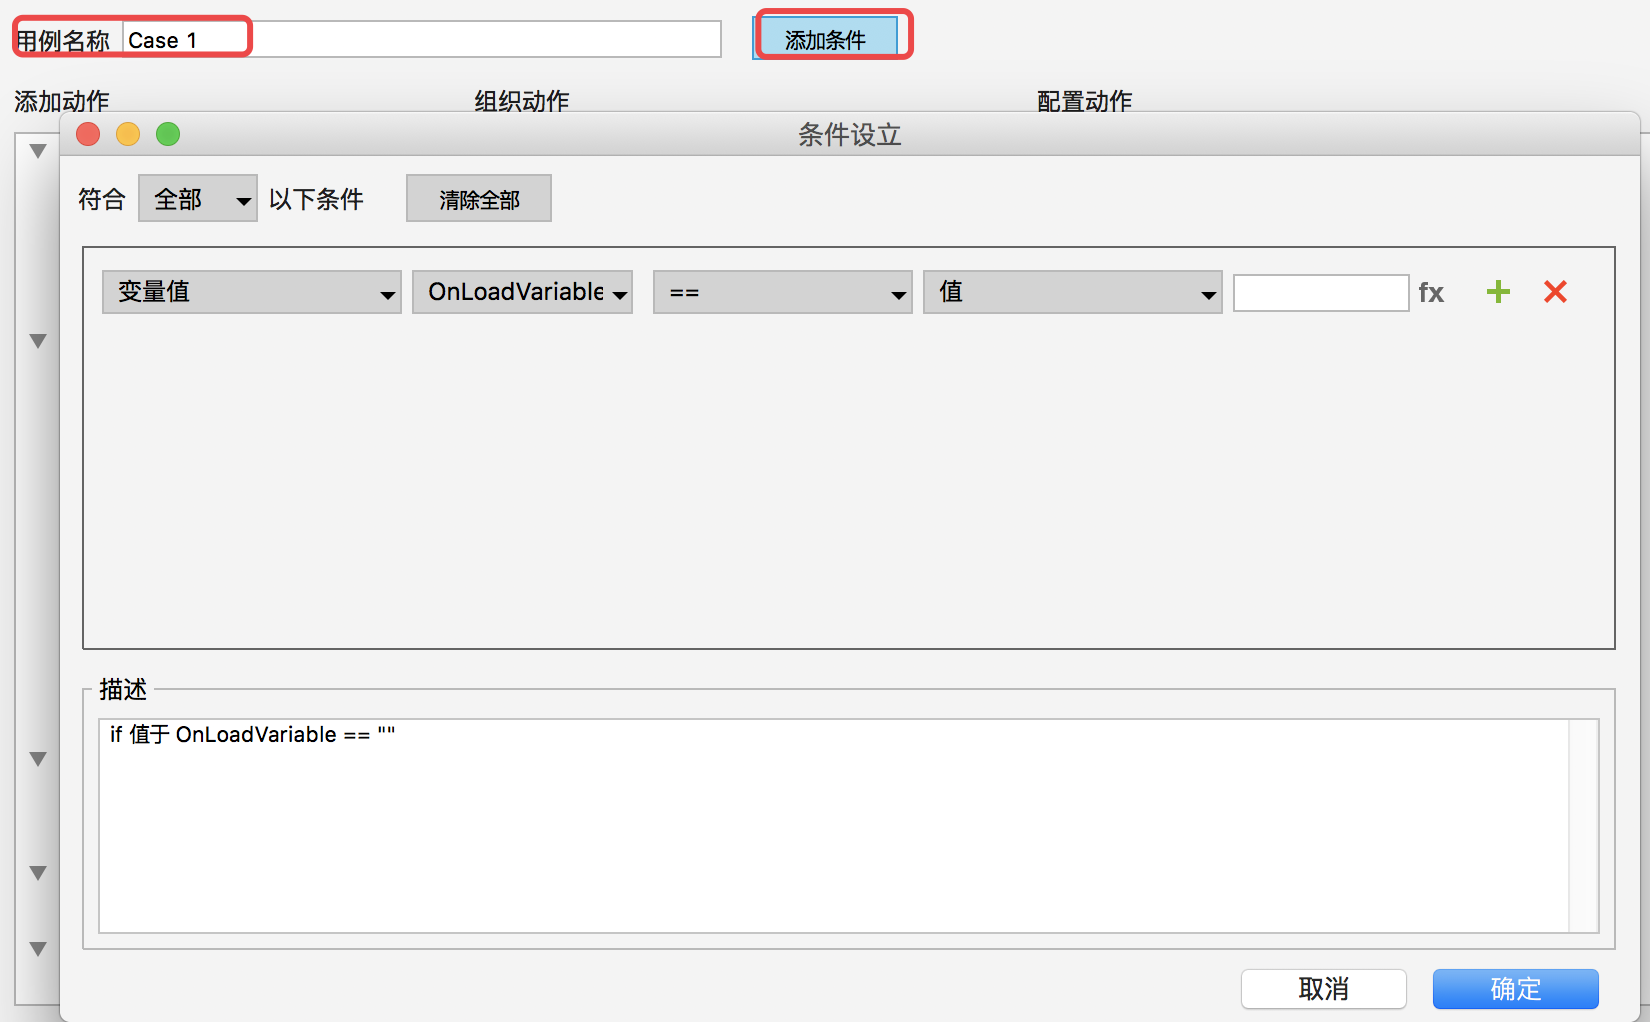 用例名称 Case 1 添加条件
添加动作 组织动作 配置动作
条件设立
符合 全部 以下条件 清除全部
变量值 OnLoadVariable == 值 fx
描述
if 值于 OnLoadVariable == ""
取消 确定